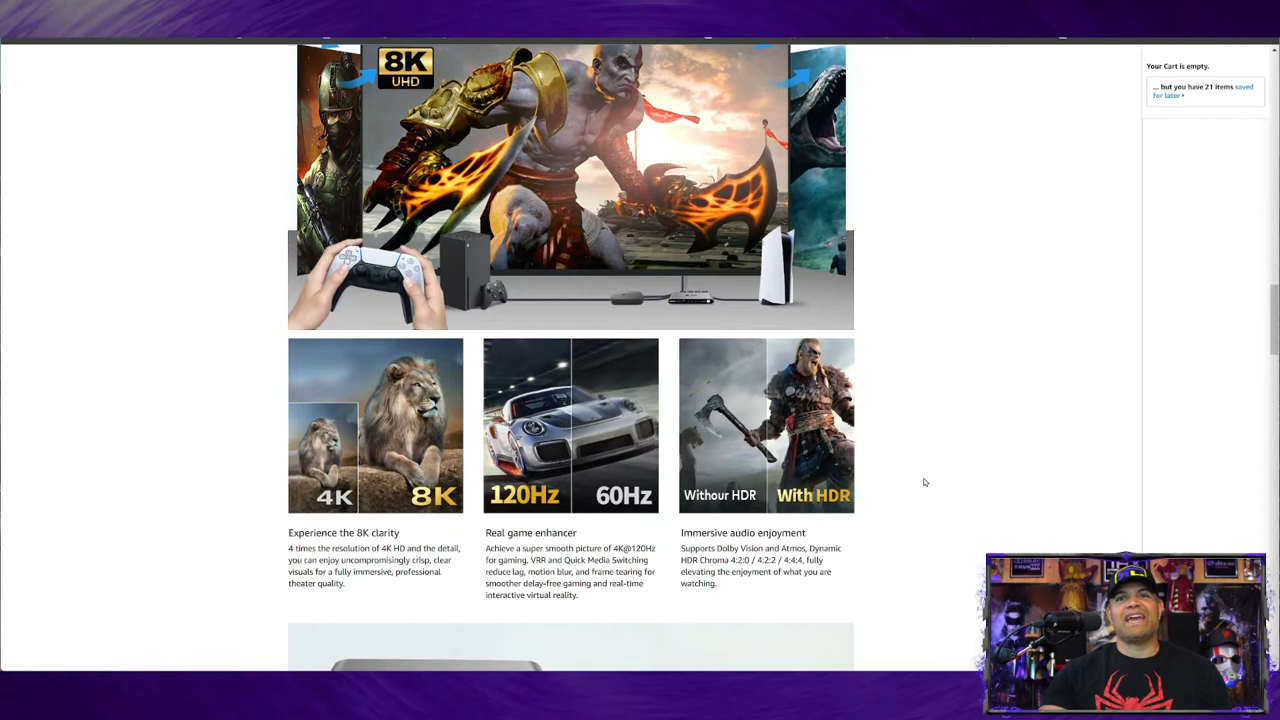 8K
UHD
Your Cart is empty.
... but you have 21 items saved
for later
4K
8K
120Hz
60Hz
Withour HDR
With HDR
Experience the 8K clarity
4 times the resolution of 4K HD and the detail,
you can enjoy uncompromisingly crisp, clear
visuals for a fully immersive, professional
theater quality.
Real game enhancer
Achieve a super smooth picture of 4K@120Hz
for gaming. VRR and Quick Media Switching
reduce lag, motion blur, and frame tearing for
smoother delay-free gaming and real-time
interactive virtual reality.
Immersive audio enjoyment
Supports Dolby Vision and Atmos, Dynamic
HDR Chroma 4:2:0 / 4:2:2 / 4:4:4, fully
elevating the enjoyment of what you are
watching.